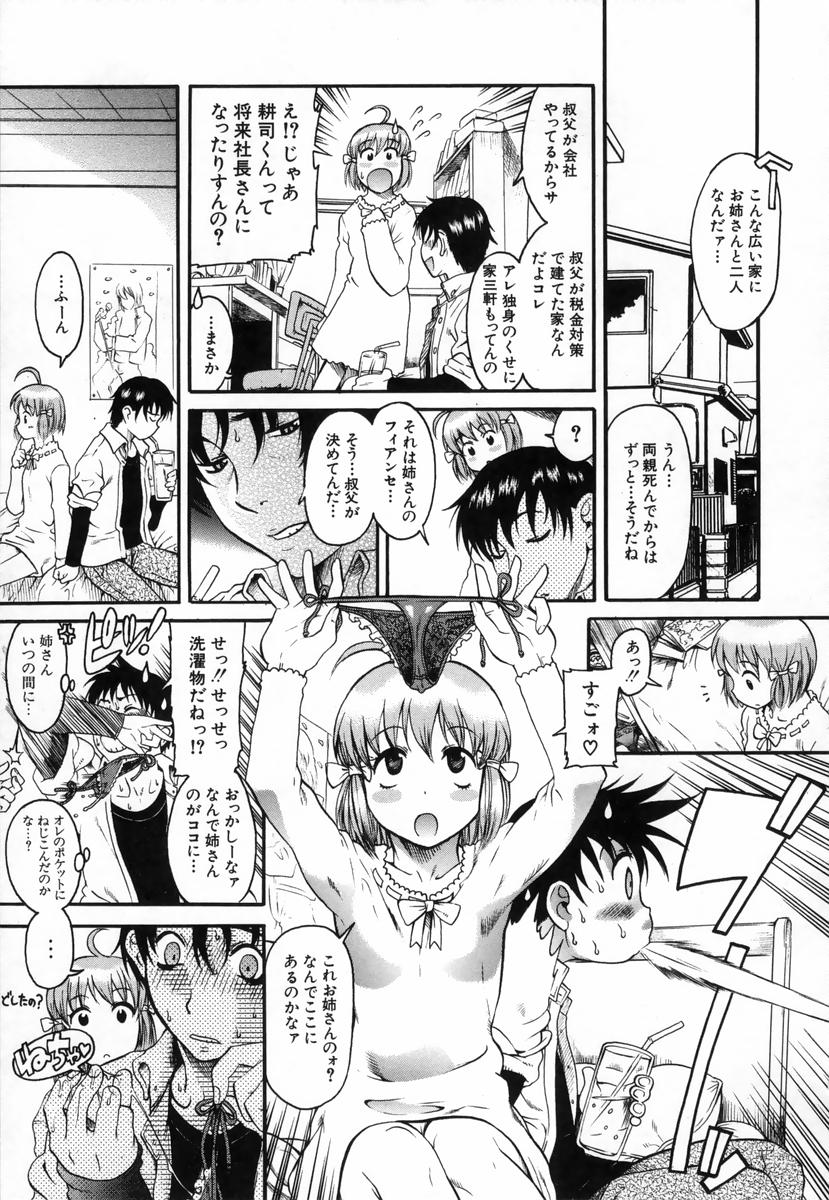 こんな広い家に
お姉さんと二人
なんだァ…
うん…
両親死んでからは
ずっと…そうだね
叔父が会社
やってるからサ
叔父が税金対策
で建てた家なん
だよコレ
アレ独身のくせに
家三軒もってんの
え!?じゃあ
耕司くんって
将来社長さんに
なったりすんの?
…まさか
?
それは姉さんの
フィアンセ…
そう…叔父が
決めてんだ…
…ふーん
あっ!!
すごォ♡
これお姉さんのォ?
なんでここに
あるのかなァ
せっ!!せっせっ
洗濯物だねっ!?
おっかしーなァ
なんで姉さん
のがココに…
ピーッ!
姉さん
いつの間に…
オレのポケットに
ねじこんだのか
な…?
…
どしたの?
ねちゃ